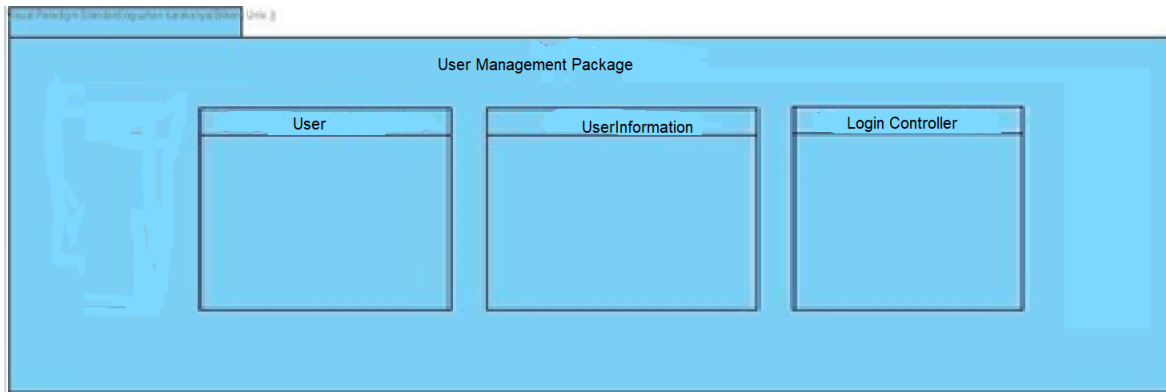 User Management Package
User
UserInformation
Login Controller